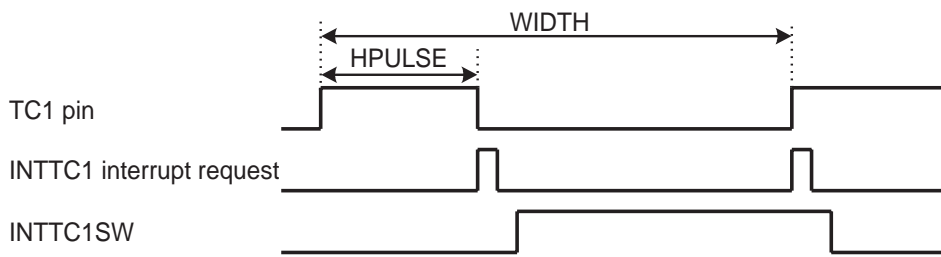 WIDTH
HPULSE
TC1 pin
INTTC1 interrupt request
INTTC1SW